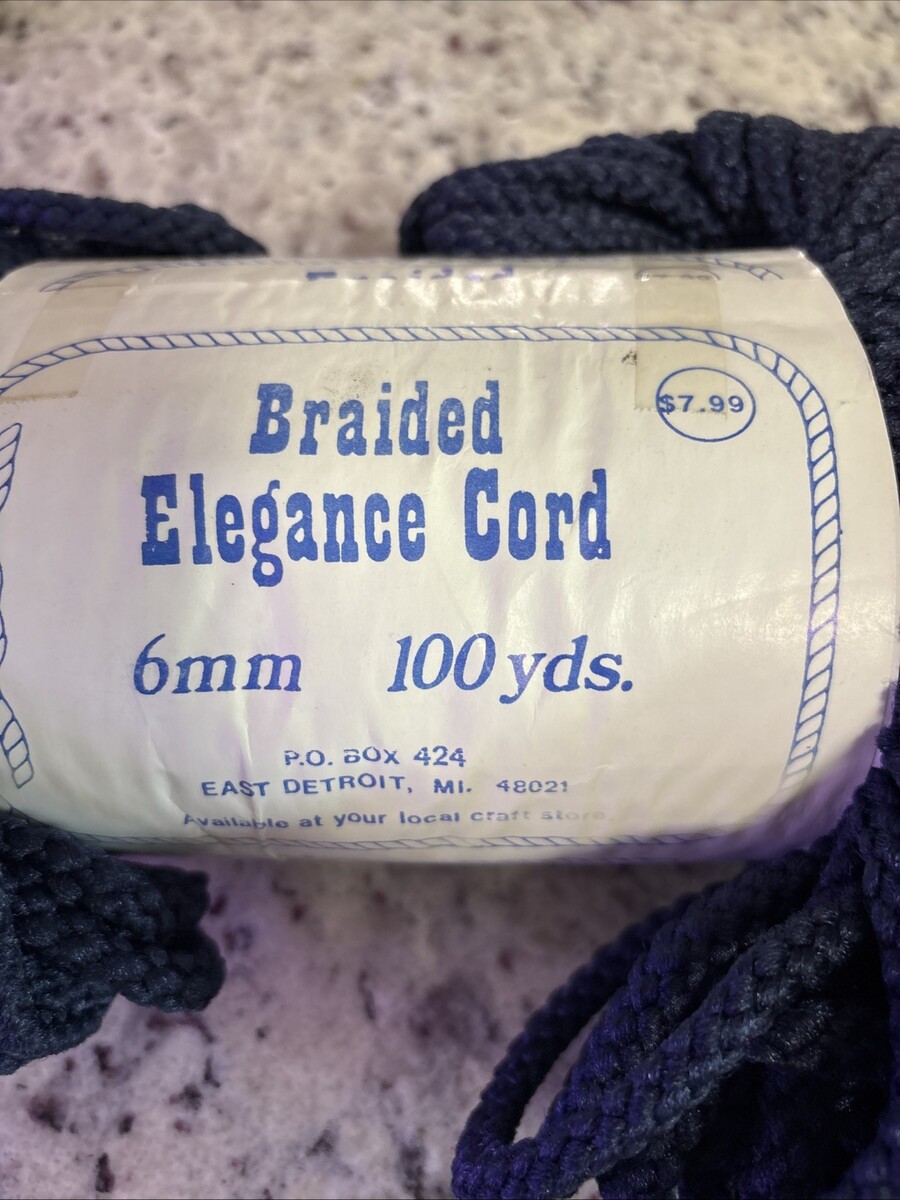 Braided
$7.99
Braided
Elegance Cord
6mm 100 yds.
P.O. BOX 424
EAST DETROIT, MI. 48021
Available at your local craft store.